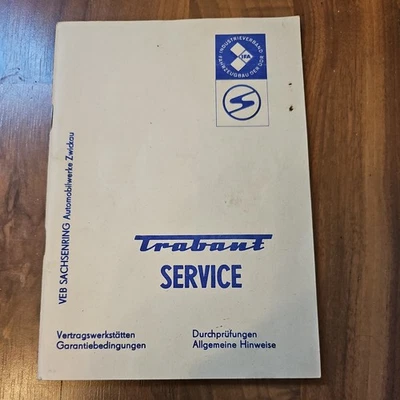 INDUSTRIEVERBAND
FAHRZEUGBAU DER DDR
IFA
VEB SACHSENRING Automobilwerke Zwickau
Trabant
SERVICE
Vertragswerkstätten
Garantiebedingungen
Durchprüfungen
Allgemeine Hinweise